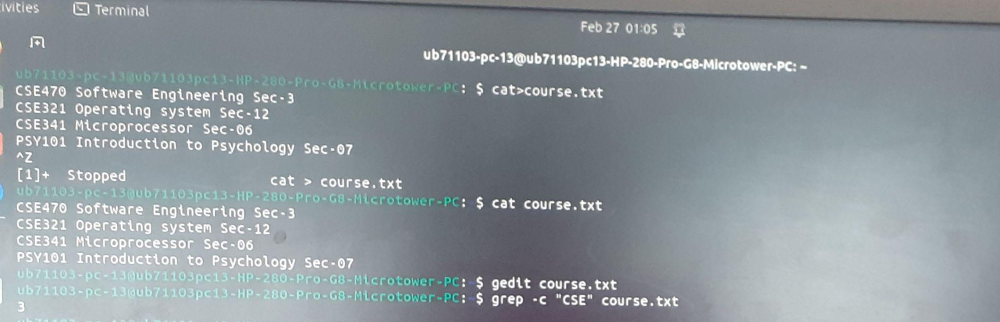 Terminal
Feb 27 01:05
ub71103-pc-13@ub71103pc13-HP-280-Pro-G8-Microtower-PC: ~
ub71103-pc-13@ub71103pc13-HP-280-Pro-G8-Microtower-PC: $ cat>course.txt
CSE470 Software Engineering Sec-3
CSE321 Operating system Sec-12
CSE341 Microprocessor Sec-06
PSY101 Introduction to Psychology Sec-07
^Z
[1]+ Stopped cat > course.txt
ub71103-pc-13@ub71103pc13-HP-280-Pro-G8-Microtower-PC: $ cat course.txt
CSE470 Software Engineering Sec-3
CSE321 Operating system Sec-12
CSE341 Microprocessor Sec-06
PSY101 Introduction to Psychology Sec-07
ub71103-pc-13@ub71103pc13-HP-280-Pro-G8-Microtower-PC:~$ gedit course.txt
ub71103-pc-13@ub71103pc13-HP-280-Pro-G8-Microtower-PC:~$ grep -c "CSE" course.txt
3